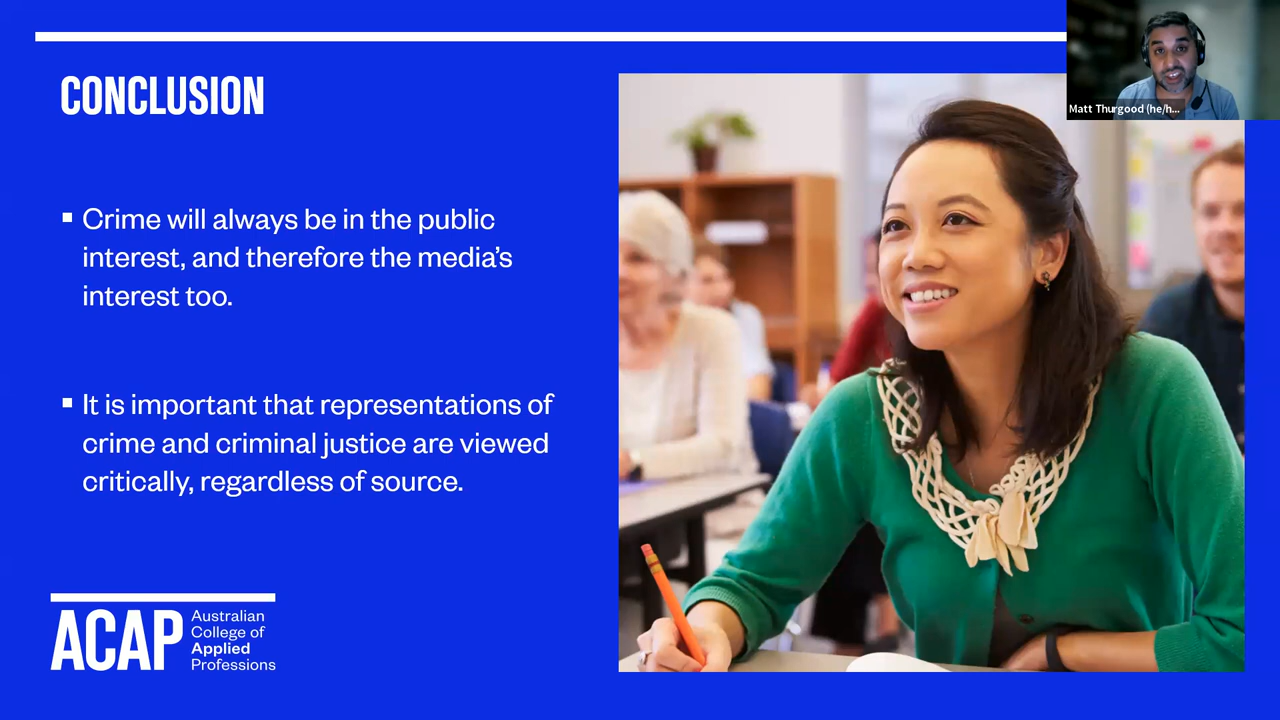 CONCLUSION
▪ Crime will always be in the public
interest, and therefore the media’s
interest too.
▪ It is important that representations of
crime and criminal justice are viewed
critically, regardless of source.
ACAP
Australian
College of
Applied
Professions
Matt Thurgood (he/h...